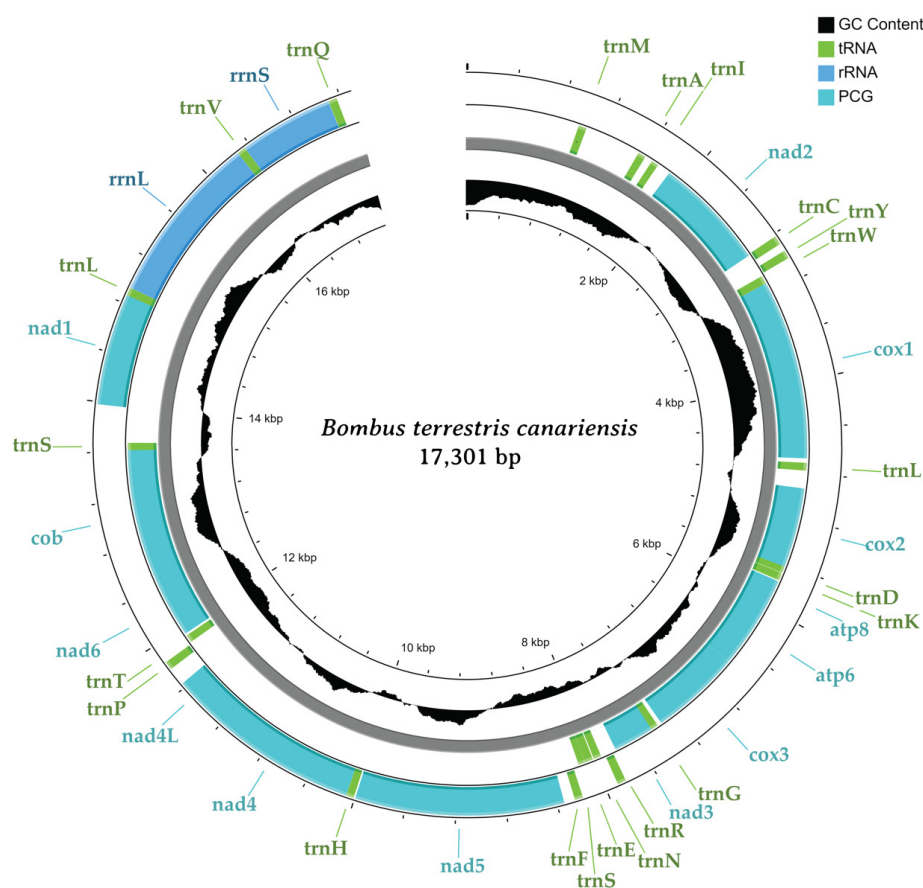 GC Content
tRNA
rRNA
PCG
trnQ
rrnS
trnV
rrnL
trnL
nad1
trnS
cob
nad6
trnT
trnP
nad4L
nad4
trnH
nad5
trnF
trnS
trnE
trnN
trnR
nad3
trnG
cox3
atp6
atp8
trnK
trnD
cox2
trnL
cox1
trnW
trnY
trnC
nad2
trnI
trnA
trnM
2 kbp
4 kbp
6 kbp
8 kbp
10 kbp
12 kbp
14 kbp
16 kbp
Bombus terrestris canariensis
17,301 bp